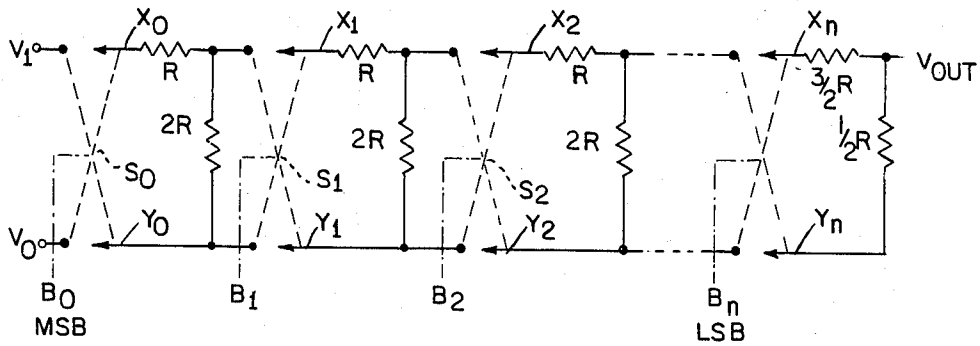 X0 X1 X2 Xn
V1 R R R 3/2R VOUT
2R 2R 2R 1/2R
S0 S1 S2
V0 Y0 Y1 Y2 Yn
B0 B1 B2 Bn
MSB LSB